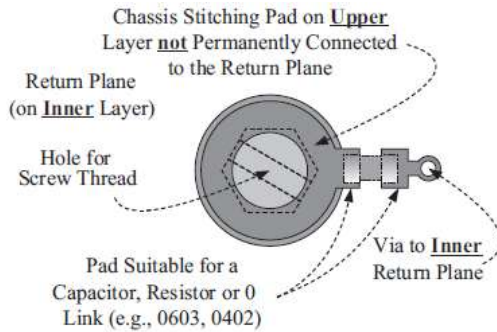 Chassis Stitching Pad on Upper
Layer not Permanently Connected
to the Return Plane
Return Plane
(on Inner Layer)
Hole for
Screw Thread
Pad Suitable for a
Capacitor, Resistor or 0
Link (e.g., 0603, 0402)
Via to Inner
Return Plane